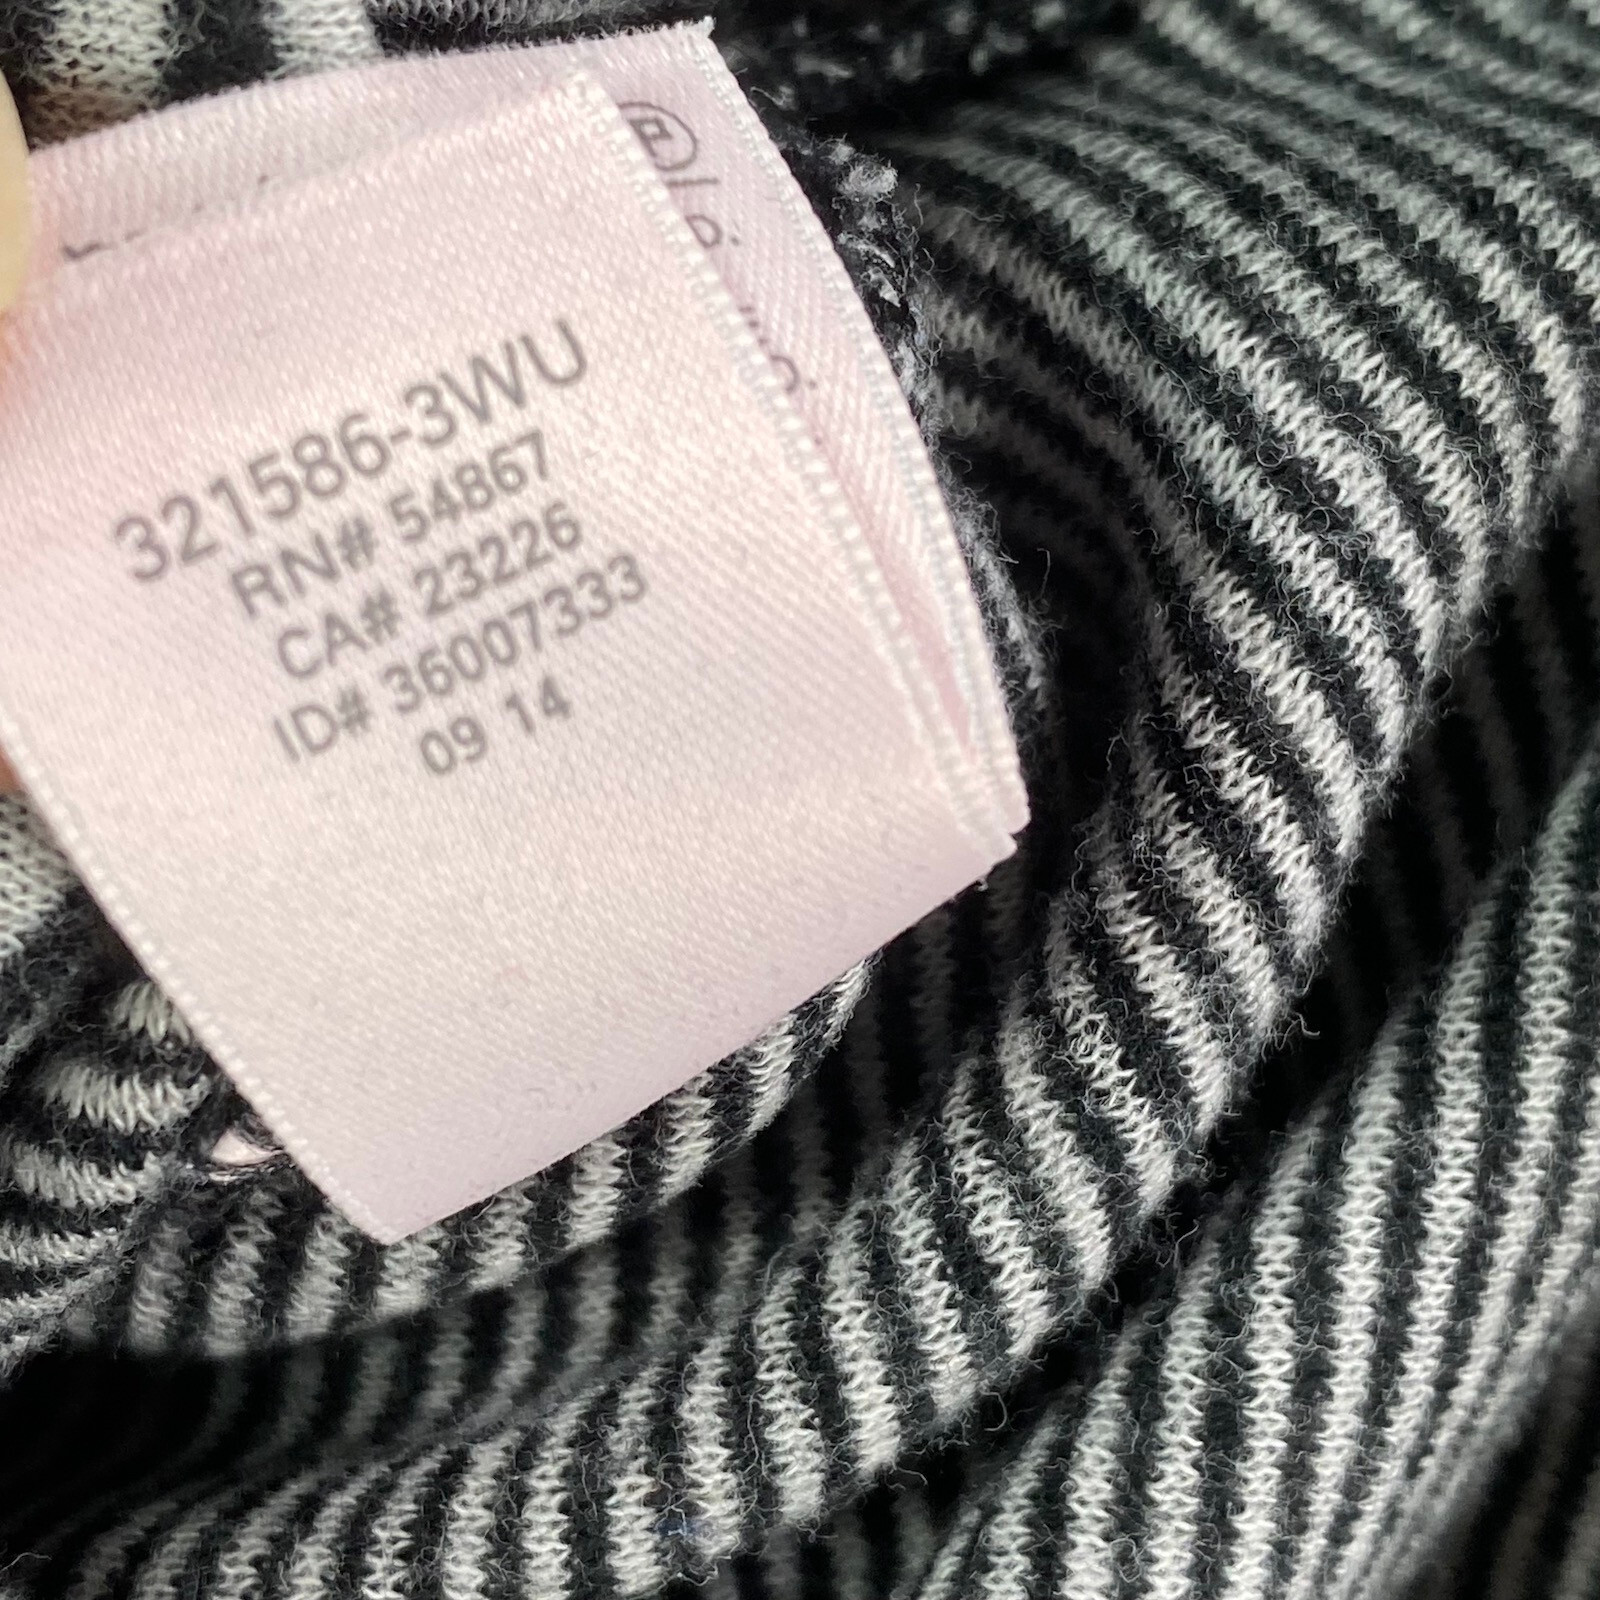 321586-3WU
RN# 54867
CA# 23226
ID# 36007333
09 14